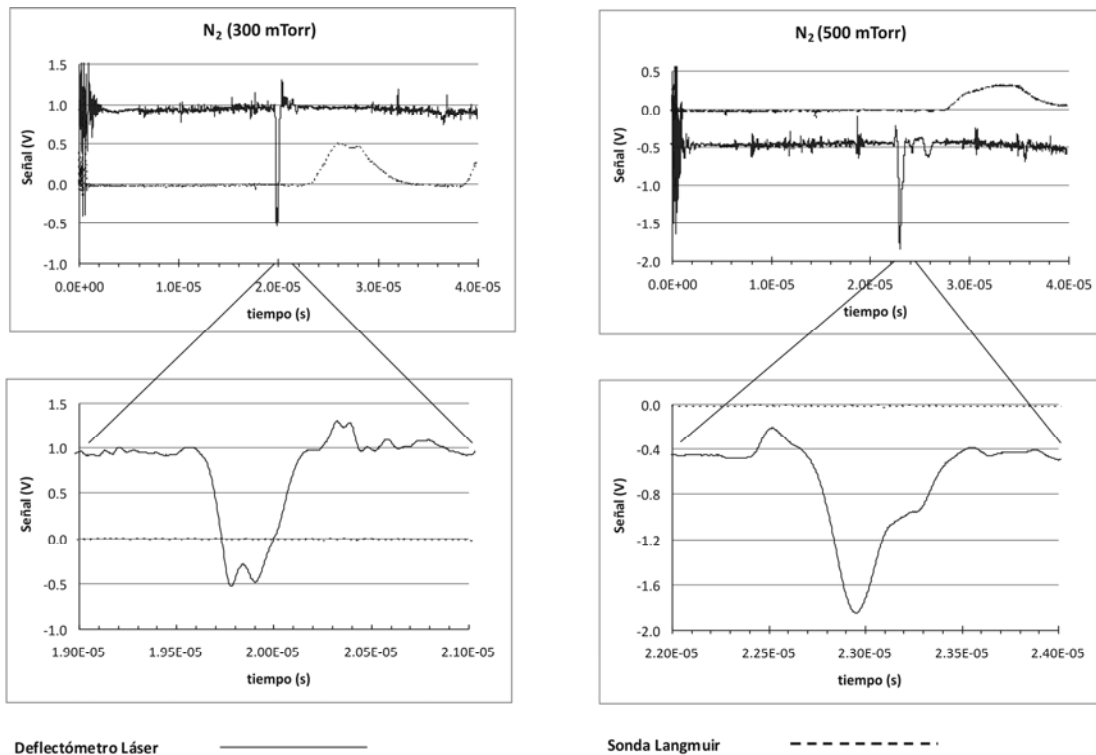 N₂ (300 mTorr)
1.5
1.0
0.5
0.0
-0.5
-1.0
Señal (V)
0.0E+00 1.0E-05 2.0E-05 3.0E-05 4.0E-05
tiempo (s)
N₂ (500 mTorr)
0.5
0.0
-0.5
-1.0
-1.5
-2.0
Señal (V)
0.0E+00 1.0E-05 2.0E-05 3.0E-05 4.0E-05
tiempo (s)
1.5
1.0
0.5
0.0
-0.5
-1.0
Señal (V)
1.90E-05 1.95E-05 2.00E-05 2.05E-05 2.10E-05
tiempo (s)
0.0
-0.4
-0.8
-1.2
-1.6
-2.0
Señal (V)
2.20E-05 2.25E-05 2.30E-05 2.35E-05 2.40E-05
tiempo (s)
Deflectómetro Láser
Sonda Langmuir